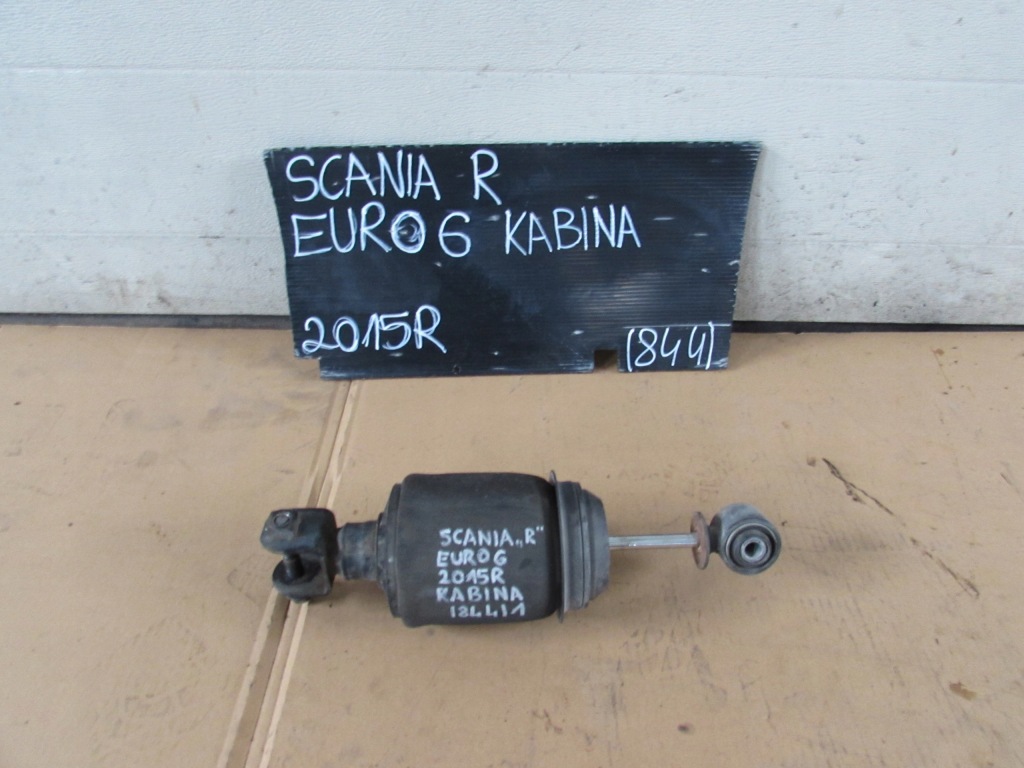 SCANIA R
EURO 6 KABINA
2015R
(844)
SCANIA „R"
EURO 6
2015R
KABINA